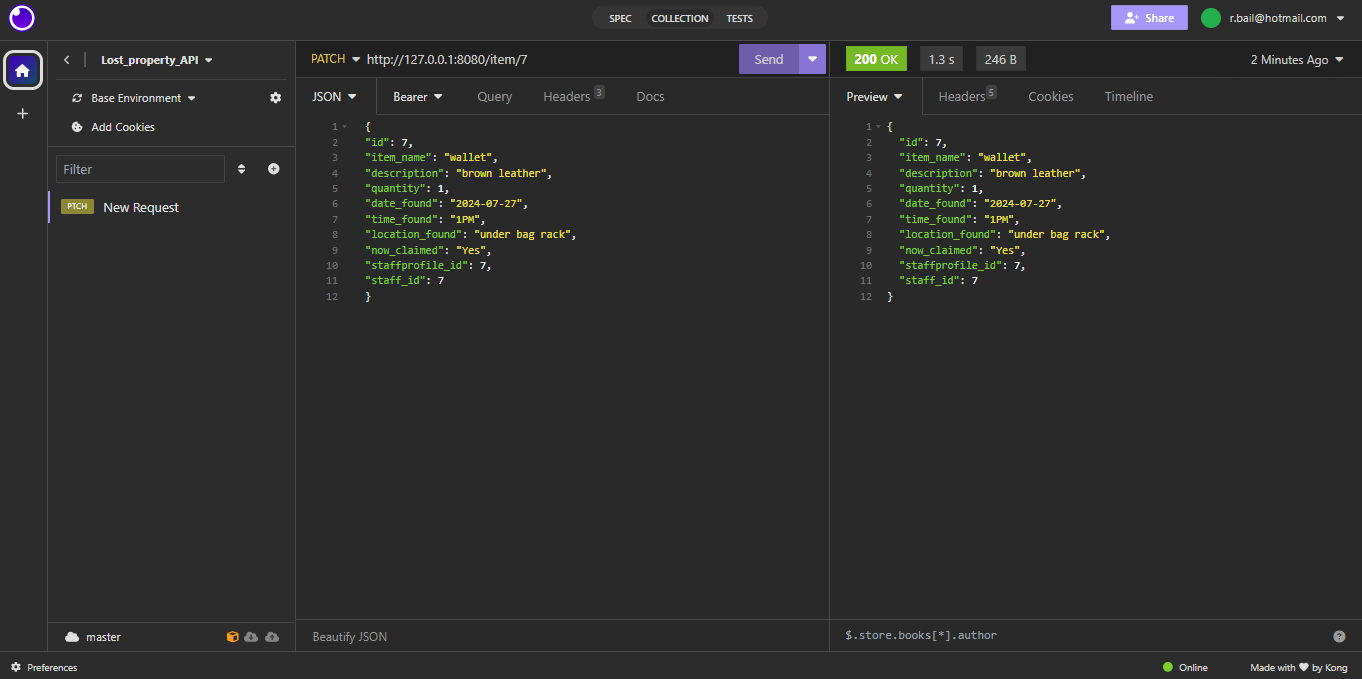 SPEC COLLECTION TESTS
Share
r.bail@hotmail.com
Lost_property_API
Base Environment
Add Cookies
Filter
PTCH New Request
master
PATCH http://127.0.0.1:8080/item/7
Send
JSON Bearer Query Headers 3 Docs
1 {
2 "id": 7,
3 "item_name": "wallet",
4 "description": "brown leather",
5 "quantity": 1,
6 "date_found": "2024-07-27",
7 "time_found": "1PM",
8 "location_found": "under bag rack",
9 "now_claimed": "Yes",
10 "staffprofile_id": 7,
11 "staff_id": 7
12 }
Beautify JSON
200 OK 1.3 s 246 B 2 Minutes Ago
Preview Headers 5 Cookies Timeline
1 {
2 "id": 7,
3 "item_name": "wallet",
4 "description": "brown leather",
5 "quantity": 1,
6 "date_found": "2024-07-27",
7 "time_found": "1PM",
8 "location_found": "under bag rack",
9 "now_claimed": "Yes",
10 "staffprofile_id": 7,
11 "staff_id": 7
12 }
$.store.books[*].author
?
Preferences
Online
Made with ♥ by Kong